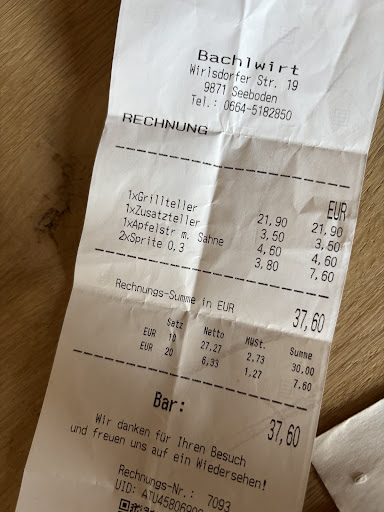 Bachlwirt
Wirlsdorfer Str. 19
9871 Seeboden
Tel.: 0664-5182850
RECHNUNG
EUR
1xGrillteller 21,90 21,90
1xZusatzteller 3,50 3,50
1xApfelstr m. Sahne 4,60 4,60
2xSprite 0.3 3,80 7,60
Rechnungs-Summe in EUR 37,60
Satz Netto MWSt. Summe
EUR 10 27,27 2,73 30,00
EUR 20 6,33 1,27 7,60
Bar: 37,60
Wir danken für Ihren Besuch
und freuen uns auf ein Wiedersehen!
Rechnungs-Nr.: 7093
UID: